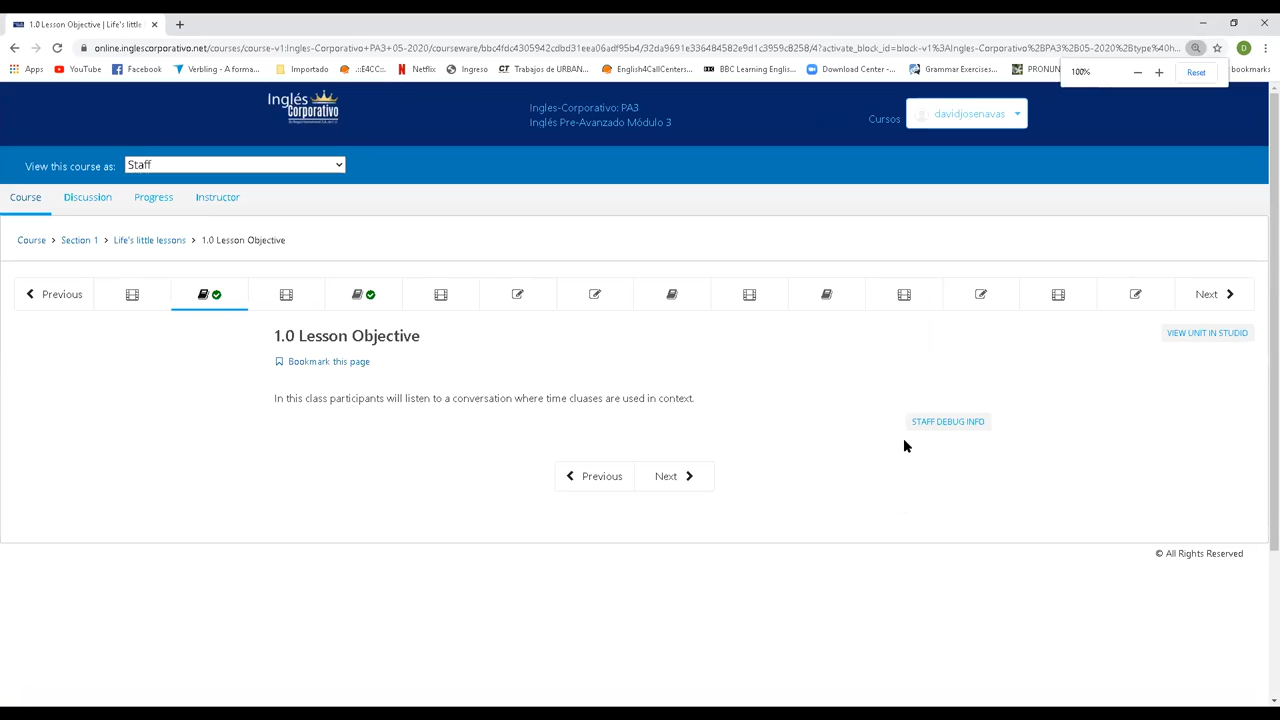 1.0 Lesson Objective | Life's little
online.inglescorporativo.net/courses/course-v1:Ingles-Corporativo+PA3+05-2020/courseware/bbc4fdc4305942cdbd31eea06adf95b4/32da9691e336484582e9d1c3959c8258/4?activate_block_id=block-v1%3AIngles-Corporativo%2BPA3%2B05-2020%2Btype%40h...
Apps YouTube Facebook Verbling - A forma... Importado .:::E4CC:.. Netflix Ingreso Trabajos de URBAN... English4CallCenters... BBC Learning Englis... Download Center -... Grammar Exercises... PRONUN bookmarks
100% Reset
Inglés Corporativo
Ingles-Corporativo: PA3
Inglés Pre-Avanzado Módulo 3
Cursos davidjosenavas
View this course as: Staff
Course Discussion Progress Instructor
Course > Section 1 > Life's little lessons > 1.0 Lesson Objective
Previous Next
1.0 Lesson Objective
VIEW UNIT IN STUDIO
Bookmark this page
In this class participants will listen to a conversation where time cluases are used in context.
STAFF DEBUG INFO
Previous Next
© All Rights Reserved